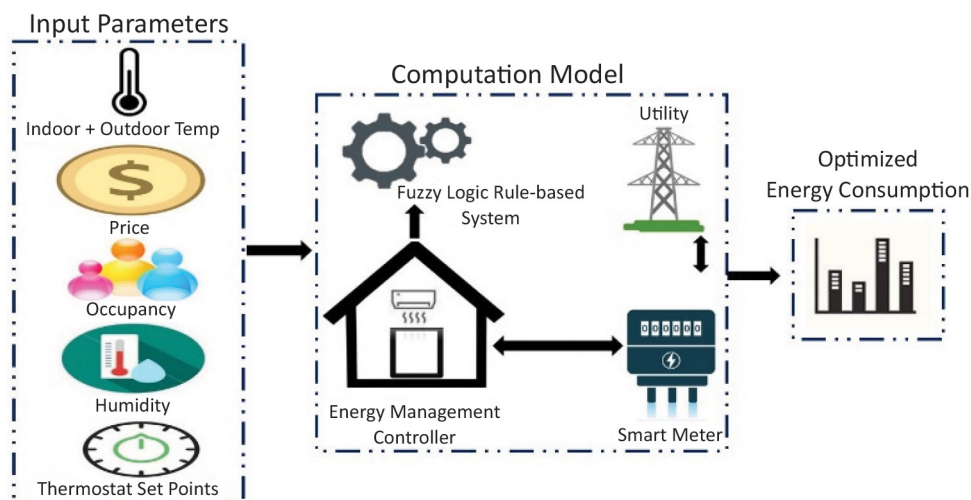 Input Parameters
Indoor + Outdoor Temp
$
Price
Occupancy
Humidity
Thermostat Set Points
Computation Model
Fuzzy Logic Rule-based
System
Energy Management
Controller
Utility
000000
Smart Meter
Optimized
Energy Consumption